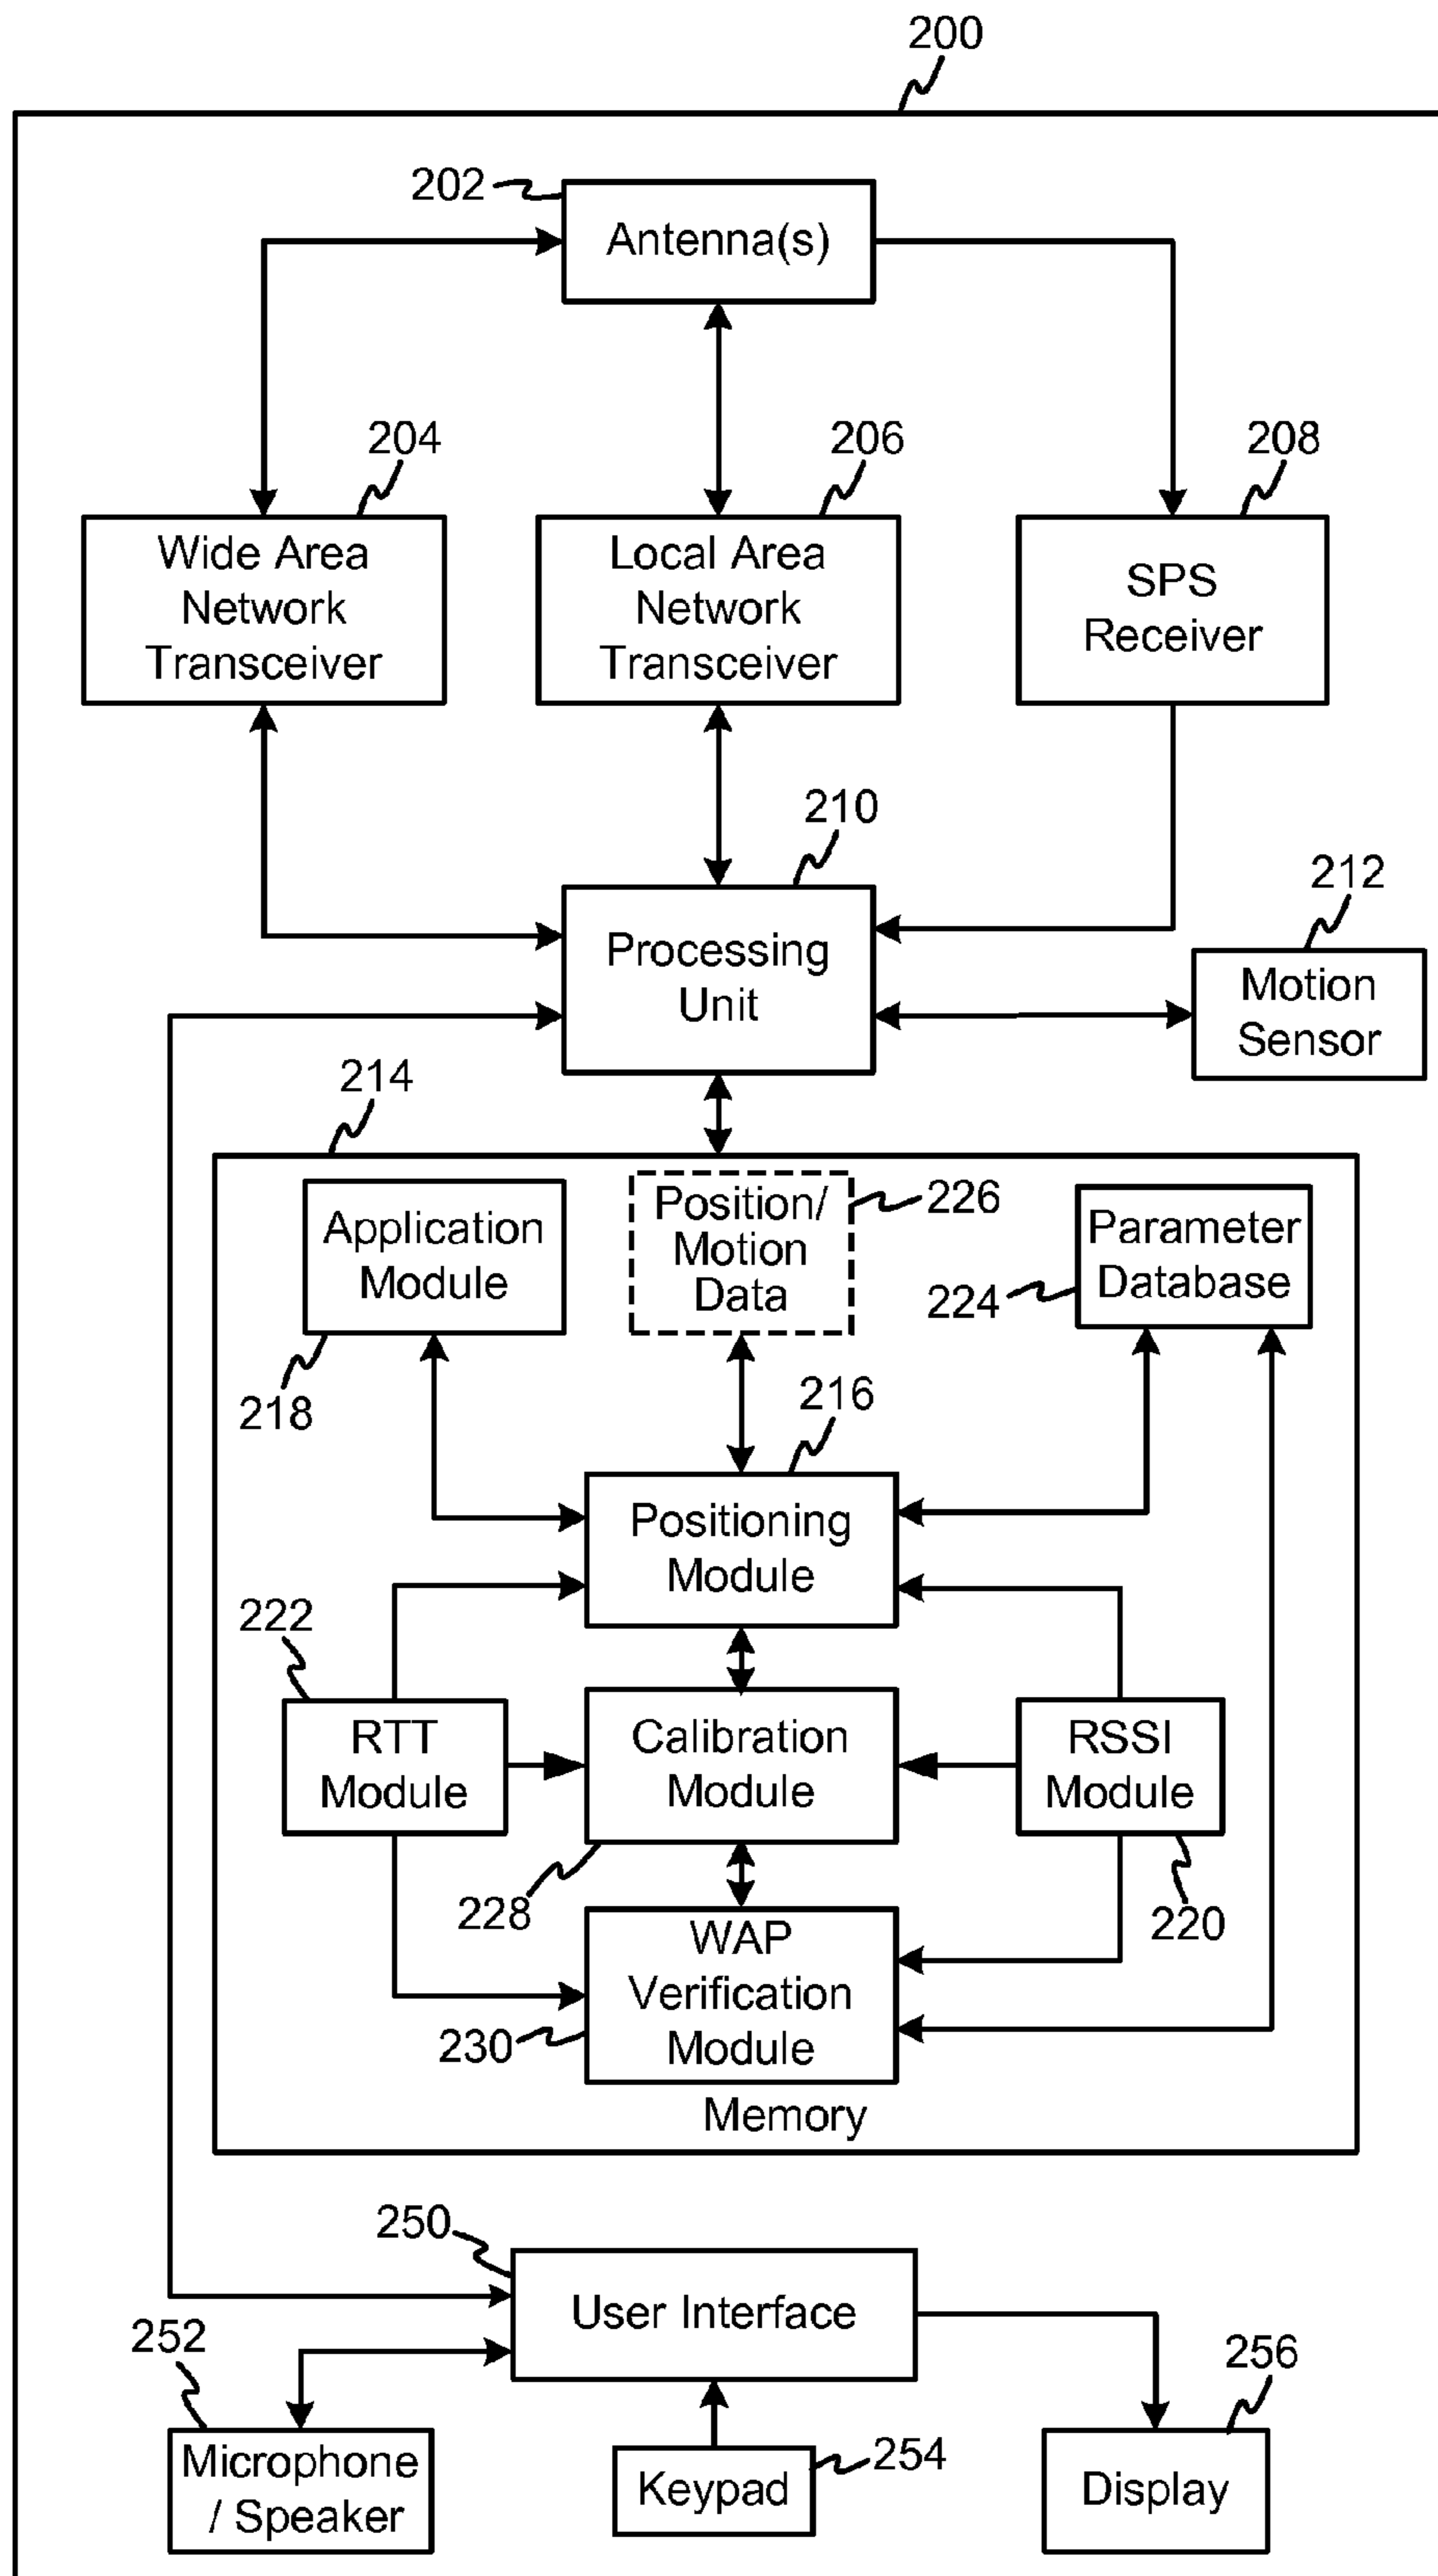 200
202
Antenna(s)
204
206
208
Wide Area
Network
Transceiver
Local Area
Network
Transceiver
SPS
Receiver
210
212
Processing
Unit
Motion
Sensor
214
Application
Module
Position/
Motion
Data
226
Parameter
Database
224
218
216
Positioning
Module
222
RTT
Module
Calibration
Module
RSSI
Module
228
220
WAP
Verification
Module
230
Memory
250
User Interface
252
256
Microphone
/ Speaker
Keypad
254
Display